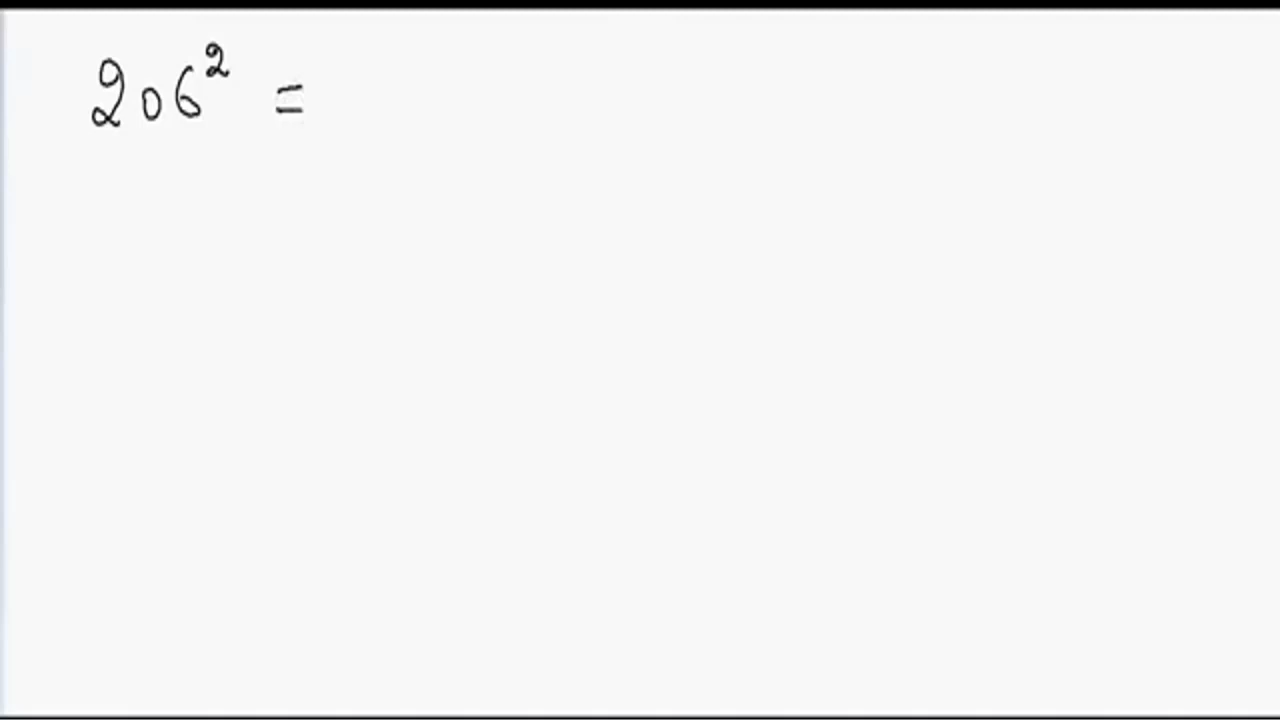 206² =